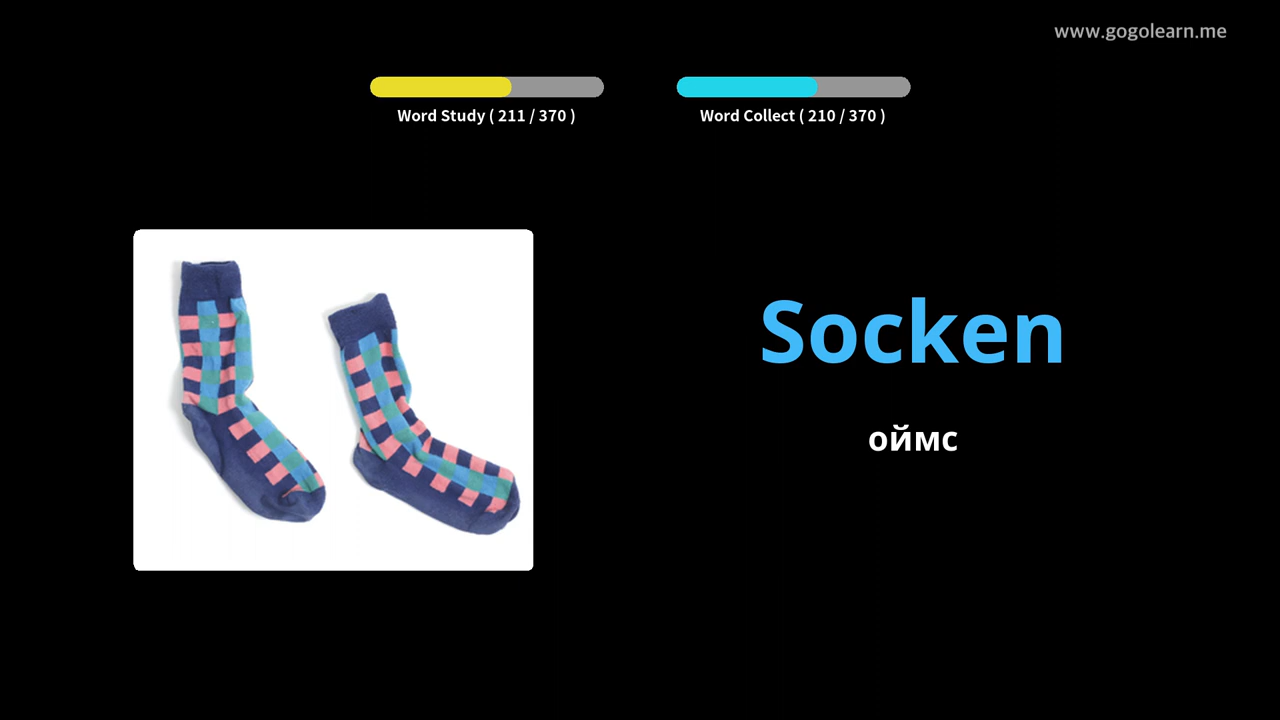 www.gogolearn.me
Word Study ( 211 / 370 )
Word Collect ( 210 / 370 )
Socken
оймс